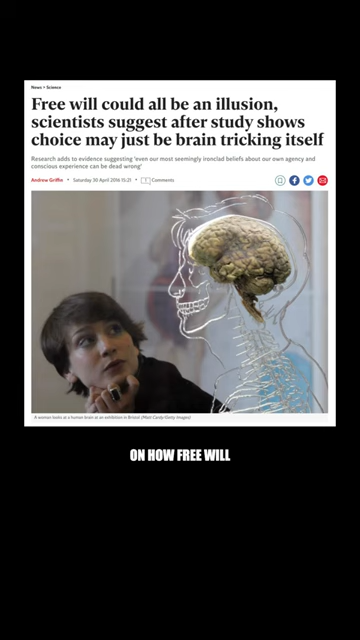 News > Science
Free will could all be an illusion,
scientists suggest after study shows
choice may just be brain tricking itself
Research adds to evidence suggesting 'even our most seemingly ironclad beliefs about our own agency and
conscious experience can be dead wrong'
Andrew Griffin • Saturday 30 April 2016 15:21 • 1 Comments
A woman looks at a human brain at an exhibition in Bristol (Matt Cardy/Getty Images)
ON HOW FREE WILL